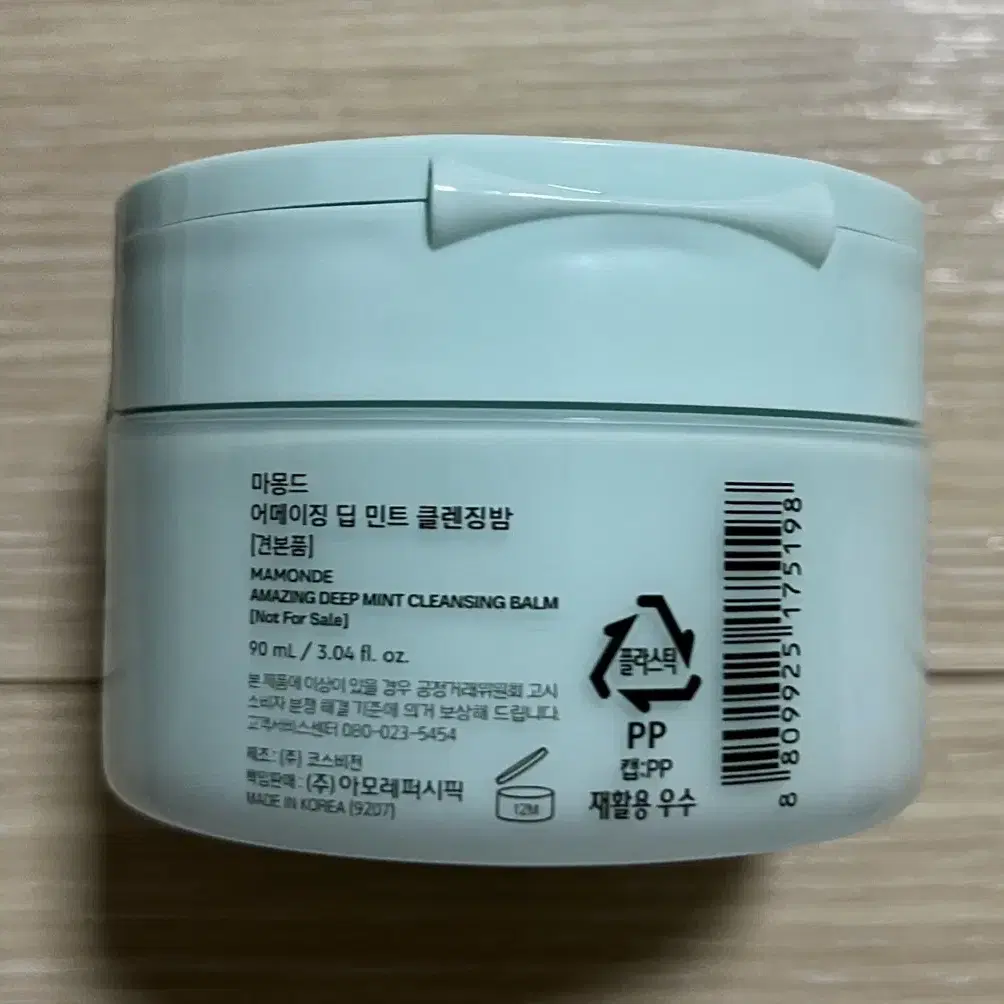 마몽드
어메이징 딥 민트 클렌징밤
[견본품]
MAMONDE
AMAZING DEEP MINT CLEANSING BALM
[Not For Sale]
90 mL / 3.04 fl. oz.
본 제품에 이상이 있을 경우 공정거래위원회 고시
소비자 분쟁 해결 기준에 의거 보상해 드립니다.
고객서비스센터 080-023-5454
제조 : (주) 코스비전
책임판매 : (주)아모레퍼시픽
MADE IN KOREA (9207)
12M
플라스틱
PP
캡:PP
재활용 우수
8 809925 175198